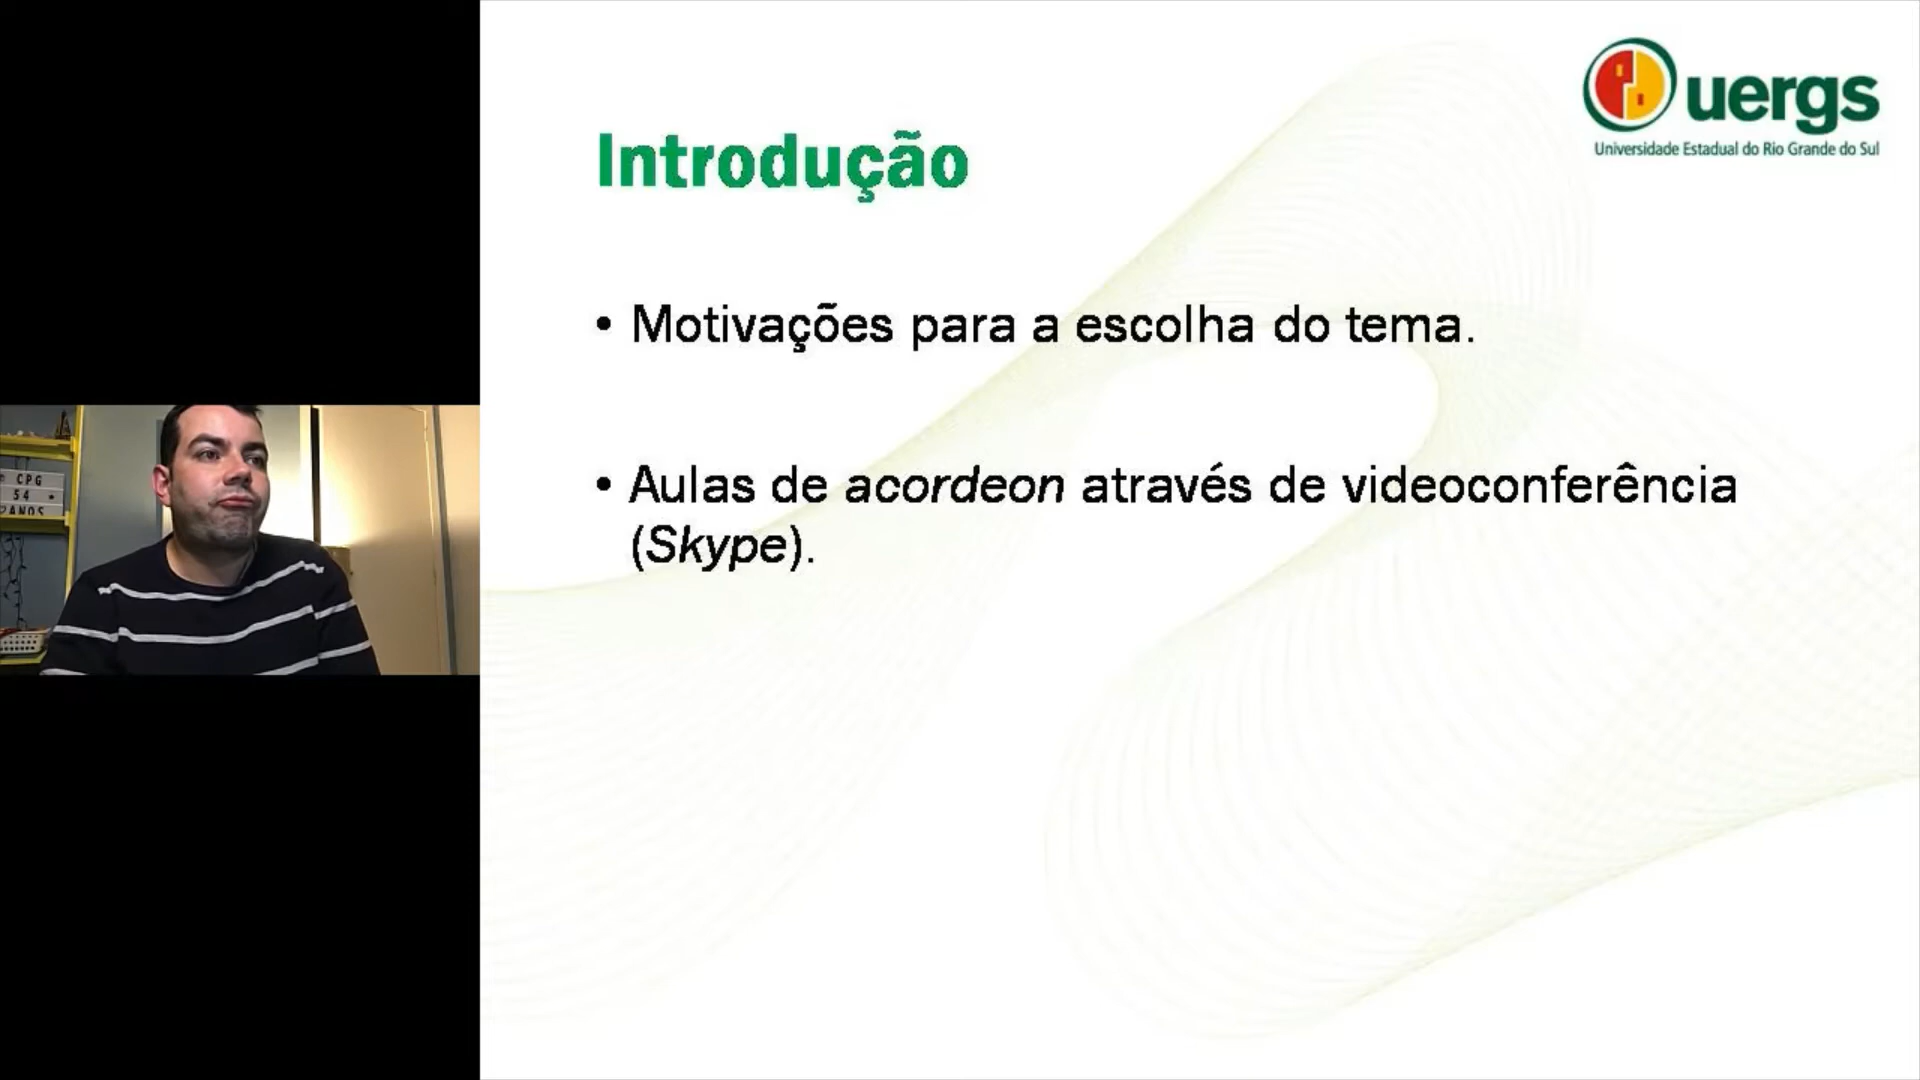 uergs
Universidade Estadual do Rio Grande do Sul
Introdução
• Motivações para a escolha do tema.
• Aulas de acordeon através de videoconferência
(Skype).
CPG
54
ANOS